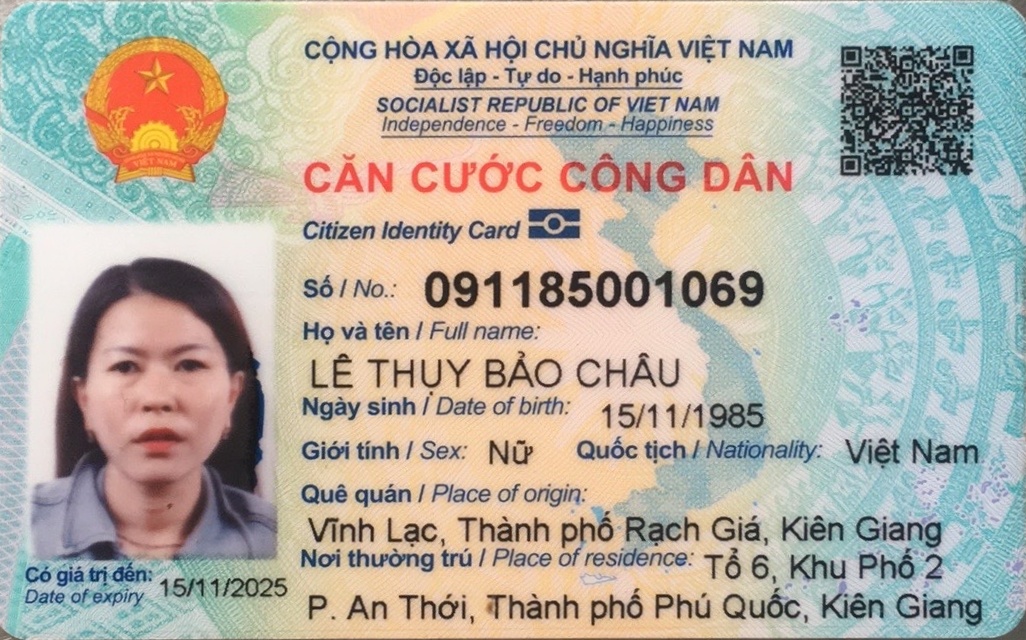 CỘNG HÒA XÃ HỘI CHỦ NGHĨA VIỆT NAM
Độc lập - Tự do - Hạnh phúc
SOCIALIST REPUBLIC OF VIET NAM
Independence - Freedom - Happiness
CĂN CƯỚC CÔNG DÂN
Citizen Identity Card
VIỆT NAM
Số / No.: 091185001069
Họ và tên / Full name:
LÊ THỤY BẢO CHÂU
Ngày sinh / Date of birth: 15/11/1985
Giới tính / Sex: Nữ Quốc tịch / Nationality: Việt Nam
Quê quán / Place of origin:
Vĩnh Lạc, Thành phố Rạch Giá, Kiên Giang
Nơi thường trú / Place of residence: Tổ 6, Khu Phố 2
P. An Thới, Thành phố Phú Quốc, Kiên Giang
Có giá trị đến: 15/11/2025
Date of expiry